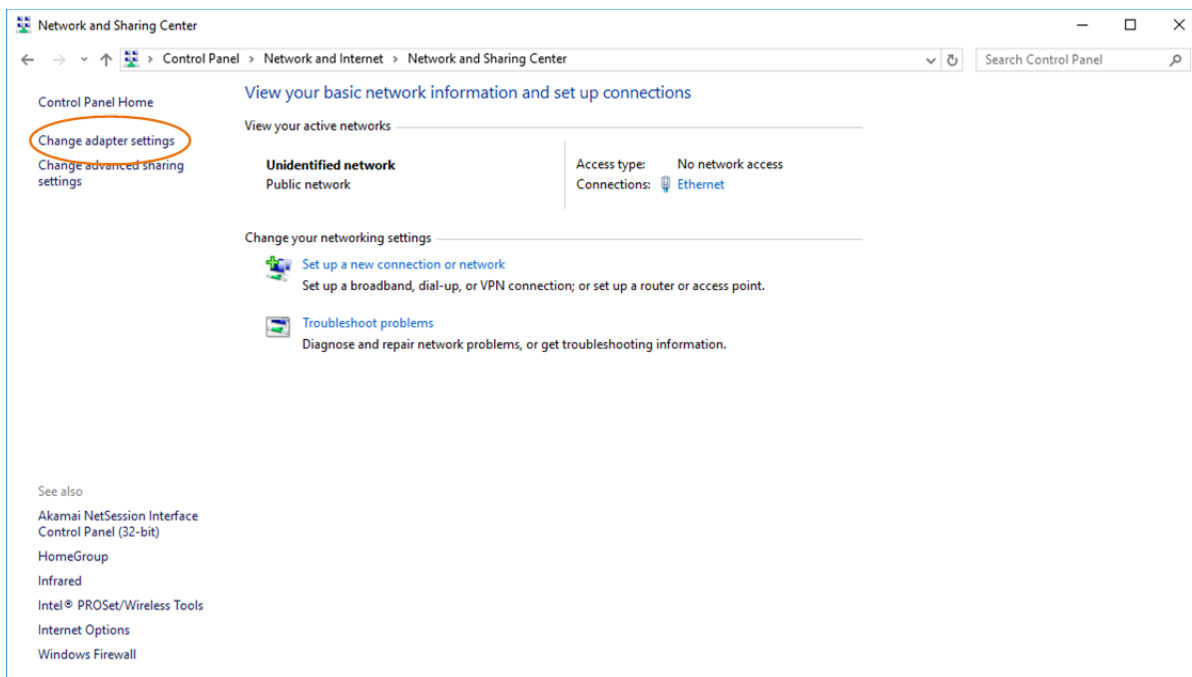 Network and Sharing Center
Control Panel > Network and Internet > Network and Sharing Center
Search Control Panel
Control Panel Home
Change adapter settings
Change advanced sharing
settings
View your basic network information and set up connections
View your active networks
Unidentified network
Public network
Access type: No network access
Connections: Ethernet
Change your networking settings
Set up a new connection or network
Set up a broadband, dial-up, or VPN connection; or set up a router or access point.
Troubleshoot problems
Diagnose and repair network problems, or get troubleshooting information.
See also
Akamai NetSession Interface
Control Panel (32-bit)
HomeGroup
Infrared
Intel® PROSet/Wireless Tools
Internet Options
Windows Firewall